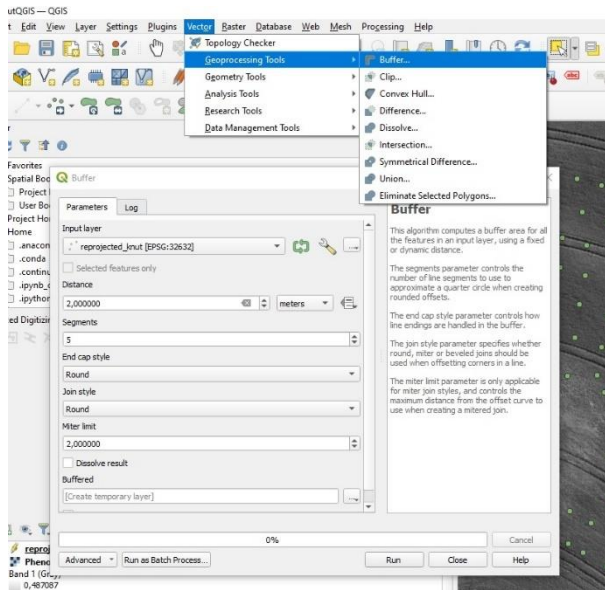 utQGIS — QGIS
t Edit View Layer Settings Plugins Vector Raster Database Web Mesh Processing Help
Topology Checker
Geoprocessing Tools
Geometry Tools
Analysis Tools
Research Tools
Data Management Tools
Buffer...
Clip...
Convex Hull...
Difference...
Dissolve...
Intersection...
Symmetrical Difference...
Union...
Eliminate Selected Polygons...
r
Favorites
Spatial Boo
Project
User Bo
Project Ho
Home
.anacon
.conda
.continu
.ipynb_c
.ipython
ed Digitizin
Buffer
Parameters Log
Input layer
reprojected_knut [EPSG:32632]
Selected features only
Distance
2,000000 meters
Segments
5
End cap style
Round
Join style
Round
Miter limit
2,000000
Dissolve result
Buffered
[Create temporary layer]
Buffer
This algorithm computes a buffer area for all
the features in an input layer, using a fixed
or dynamic distance.
The segments parameter controls the
number of line segments to use to
approximate a quarter circle when creating
rounded offsets.
The end cap style parameter controls how
line endings are handled in the buffer.
The join style parameter specifies whether
round, miter or beveled joins should be
used when offsetting corners in a line.
The miter limit parameter is only applicable
for miter join styles, and controls the
maximum distance from the offset curve to
use when creating a mitered join.
0%
Cancel
Advanced Run as Batch Process...
Run Close Help
reproj
Pheno
Band 1 (Gray)
0,487087